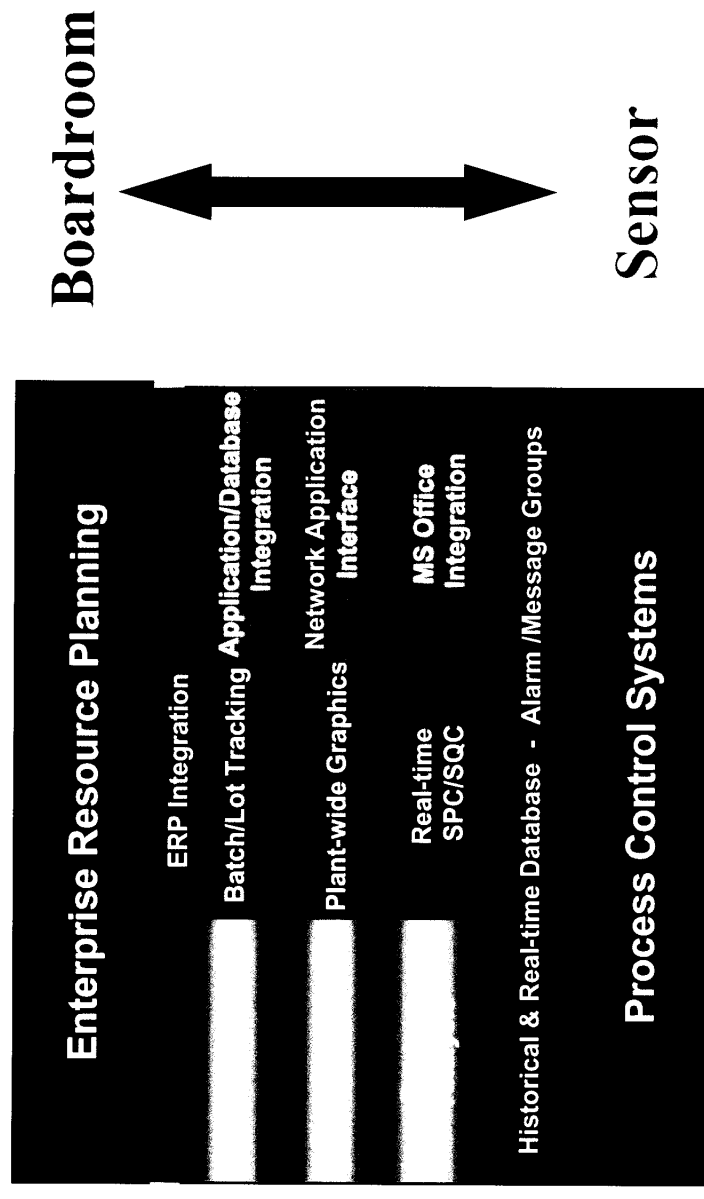 Enterprise Resource Planning
ERP Integration
Batch/Lot Tracking
Application/Database
Integration
Plant-wide Graphics
Network Application
Interface
Real-time
SPC/SQC
MS Office
Integration
Historical & Real-time Database - Alarm /Message Groups
Process Control Systems
Boardroom
Sensor